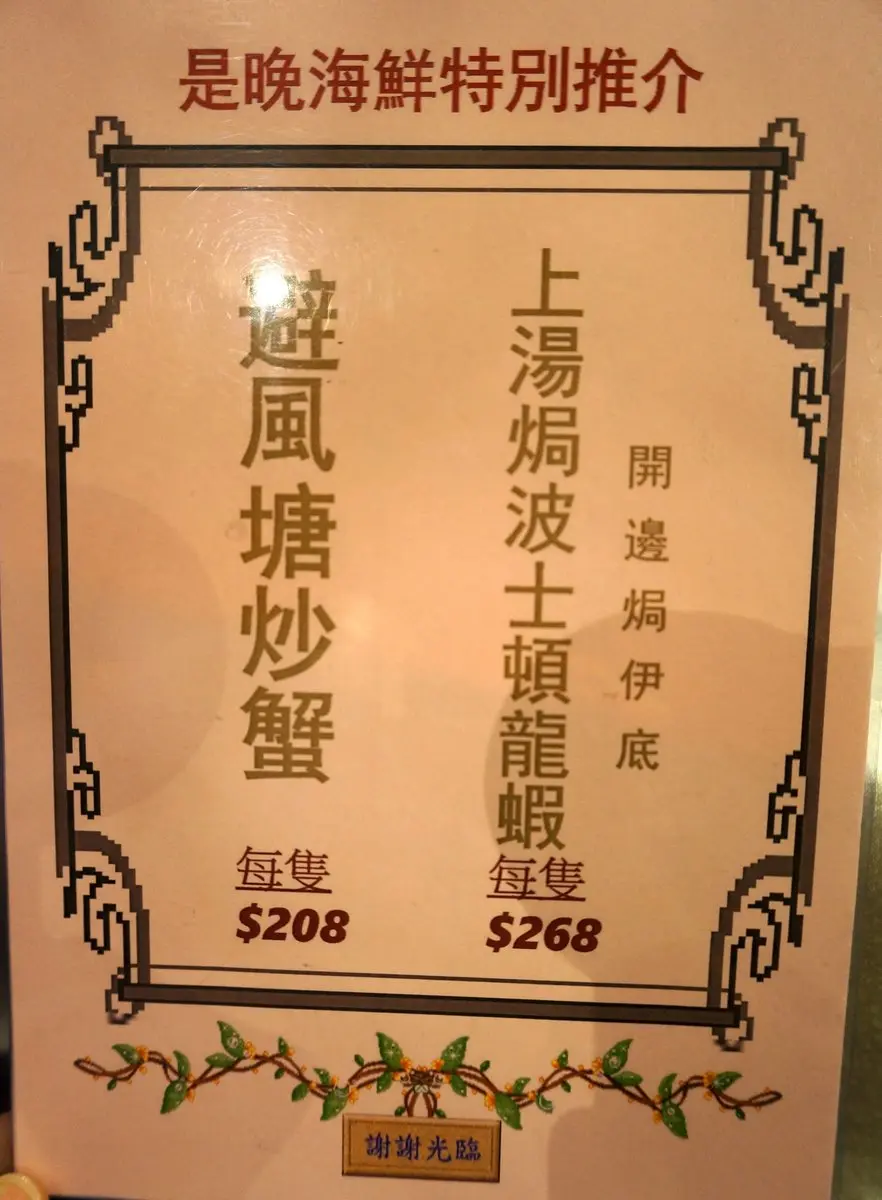 是晚海鮮特別推介
開邊焗伊底
上湯焗波士頓龍蝦
每隻
$268
避風塘炒蟹
每隻
$208
謝謝光臨